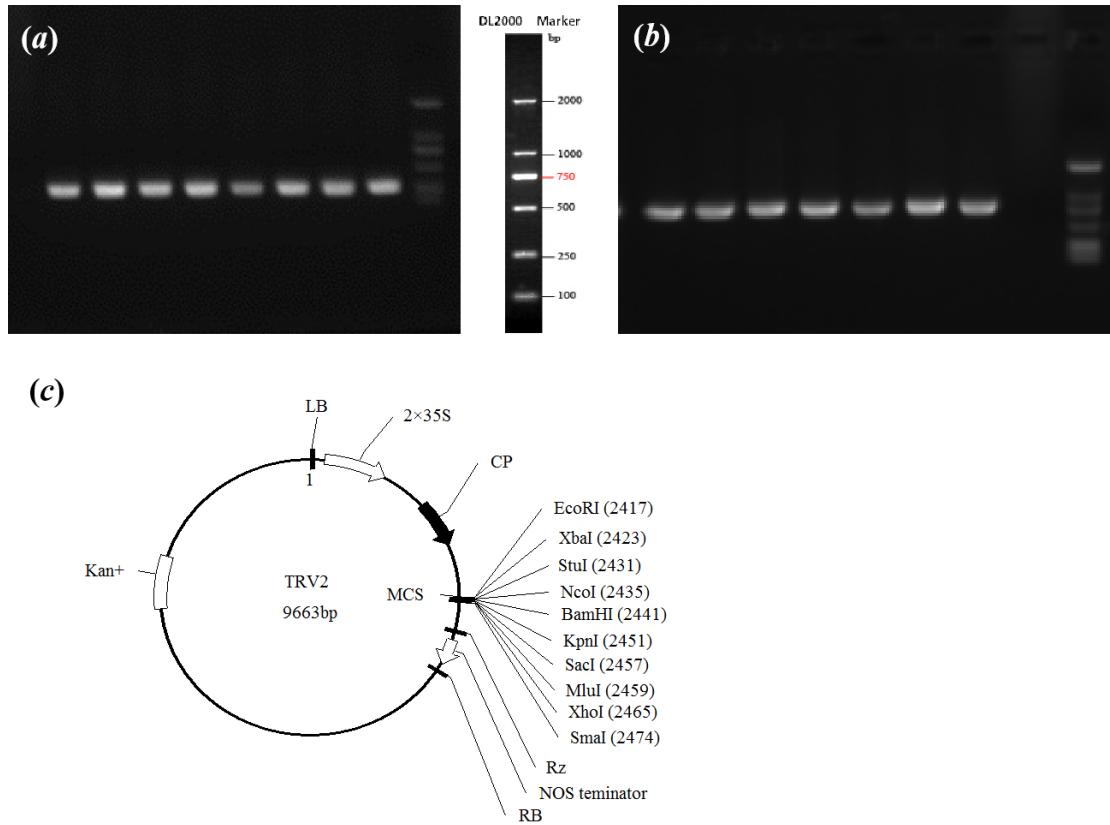 (a)
DL2000 Marker
bp
2000
1000
750
500
250
100
(b)
(c)
LB
2×35S
1
CP
EcoRI (2417)
XbaI (2423)
StuI (2431)
NcoI (2435)
BamHI (2441)
KpnI (2451)
SacI (2457)
MluI (2459)
XhoI (2465)
SmaI (2474)
Kan+
TRV2
9663bp
MCS
Rz
NOS teminator
RB